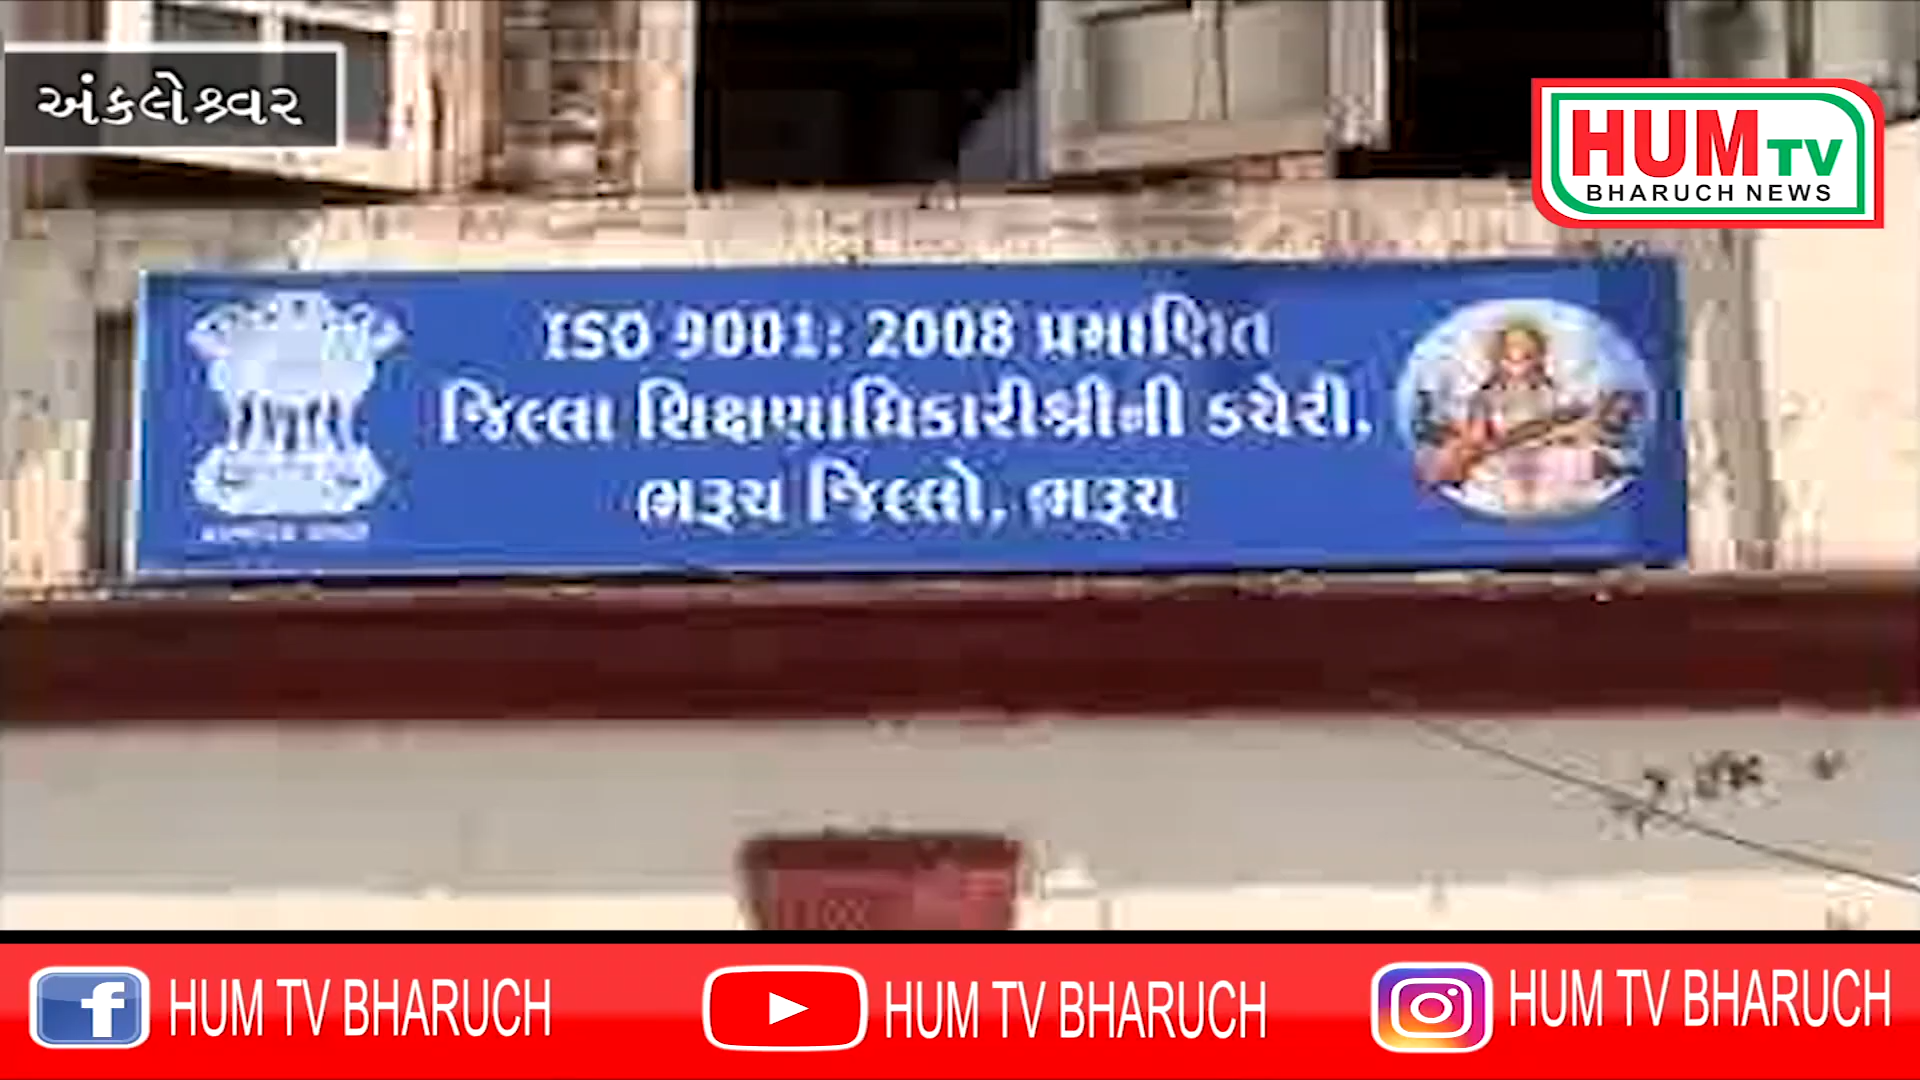 અંકલેશ્વર
HUM TV
BHARUCH NEWS
ISO 9001: 2008 પ્રમાણિત
જિલ્લા શિક્ષણાધિકારીશ્રીની કચેરી.
ભરૂચ જિલ્લો. ભરૂચ
HUM TV BHARUCH
HUM TV BHARUCH
HUM TV BHARUCH